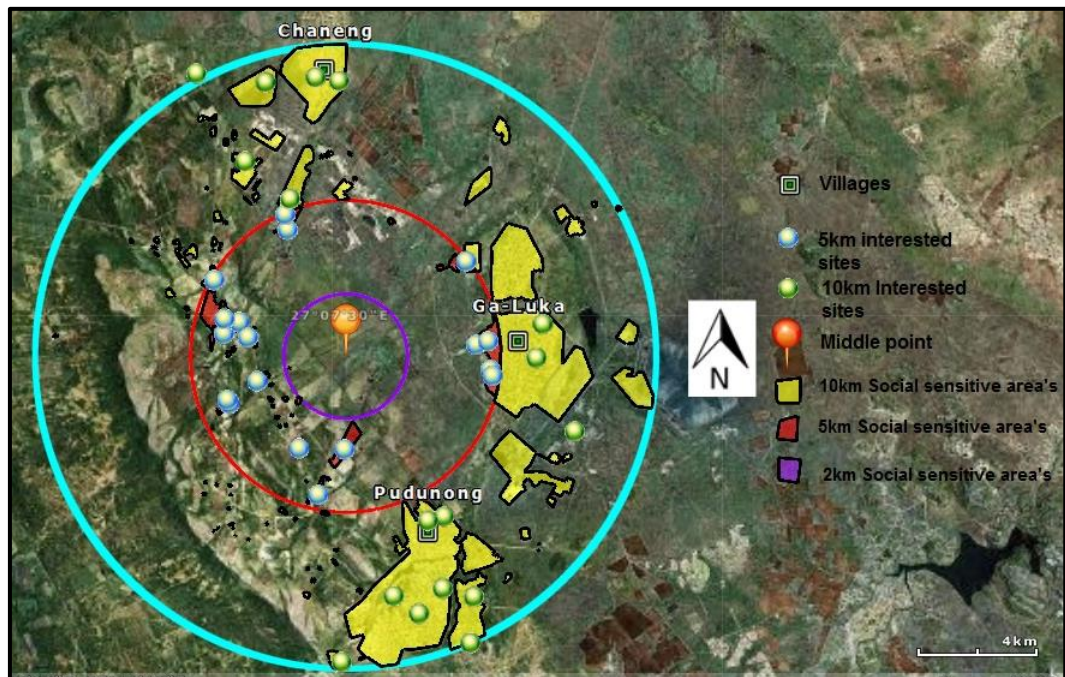 Chaneng
Villages
5km interested
sites
10km Interested
sites
Ga-Luka
27°07'30"E
Middle point
N
10km Social sensitive area's
5km Social sensitive area's
2km Social sensitive area's
Pudunong
4km